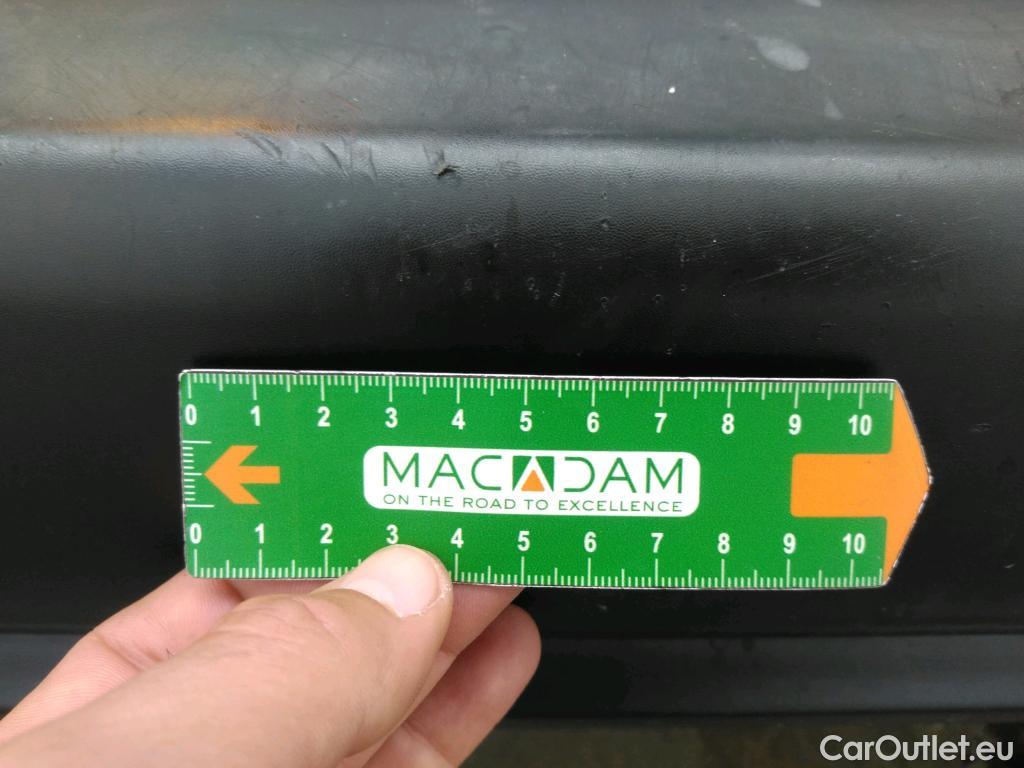 0 1 2 3 4 5 6 7 8 9 10
MACADAM
ON THE ROAD TO EXCELLENCE
0 1 2 3 4 5 6 7 8 9 10
CarOutlet.eu